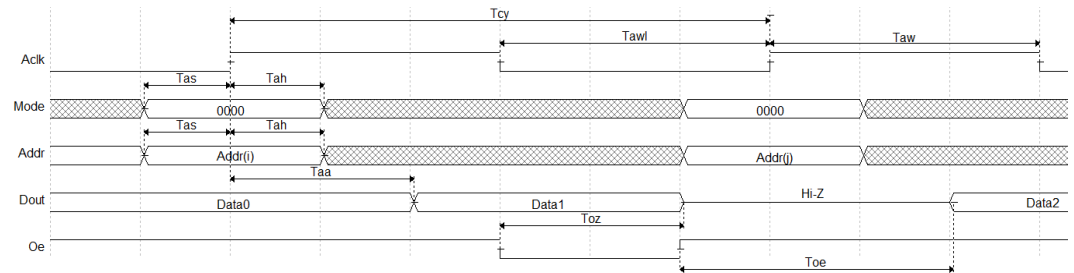 Tcy
Tawl Taw
Aclk
Tas Tah
Mode 0000 0000
Tas Tah
Addr Addr(i) Addr(j)
Taa
Dout Data0 Data1 Hi-Z Data2
Toz
Oe
Toe